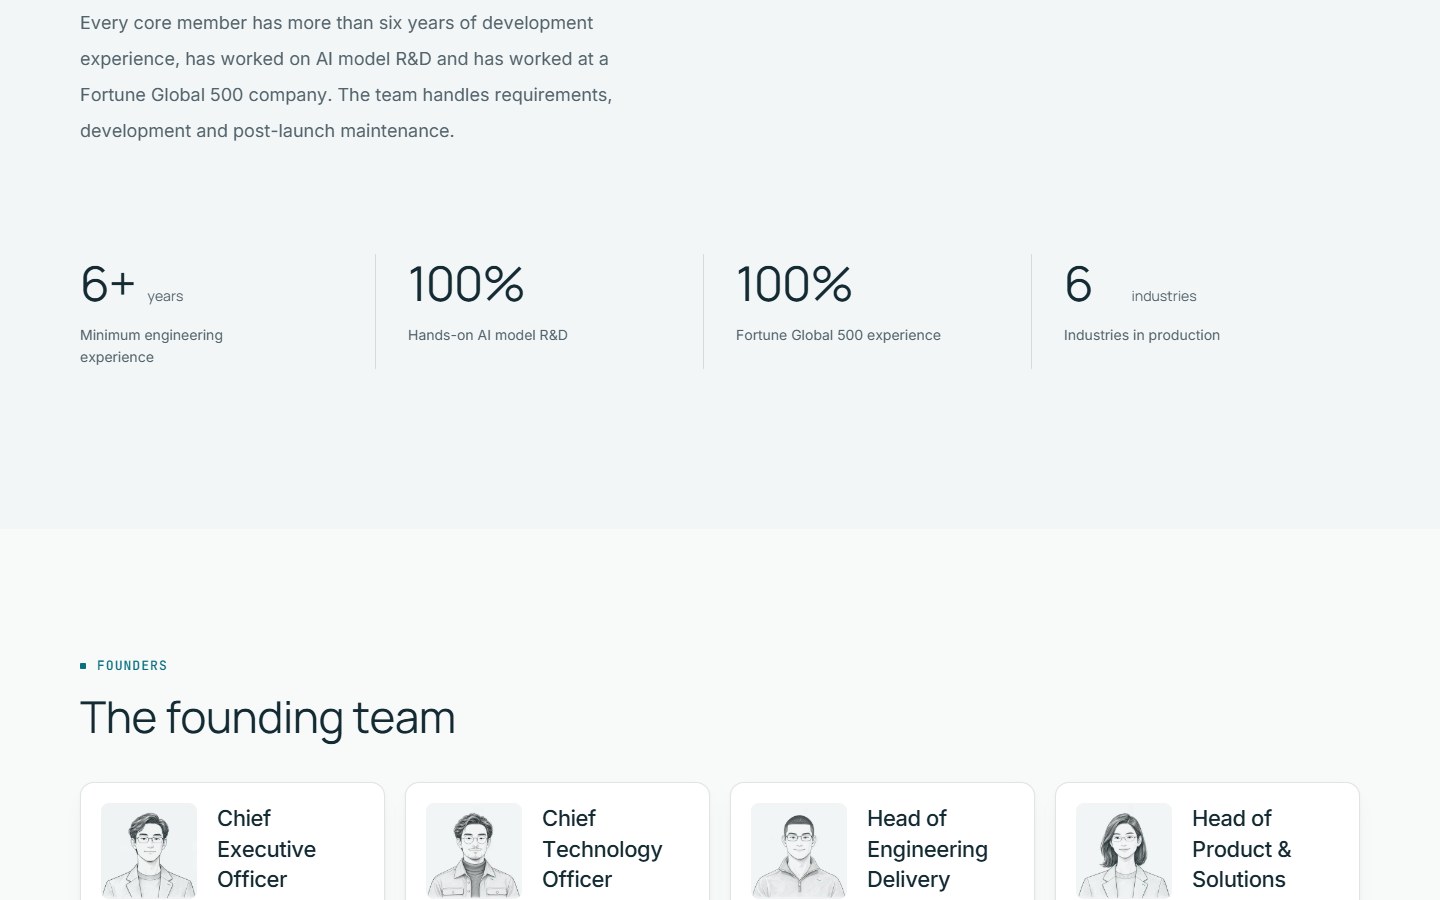 Every core member has more than six years of development
experience, has worked on AI model R&D and has worked at a
Fortune Global 500 company. The team handles requirements,
development and post-launch maintenance.
6+ years
Minimum engineering
experience
100%
Hands-on AI model R&D
100%
Fortune Global 500 experience
6 industries
Industries in production
FOUNDERS
The founding team
Chief
Executive
Officer
Chief
Technology
Officer
Head of
Engineering
Delivery
Head of
Product &
Solutions